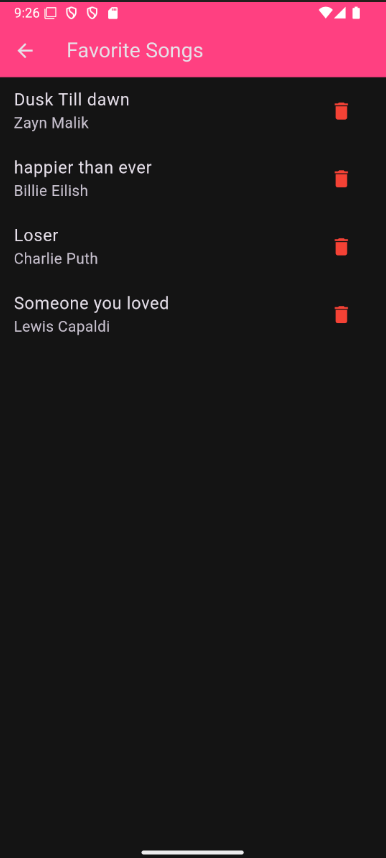 9:26
Favorite Songs
Dusk Till dawn
Zayn Malik
happier than ever
Billie Eilish
Loser
Charlie Puth
Someone you loved
Lewis Capaldi